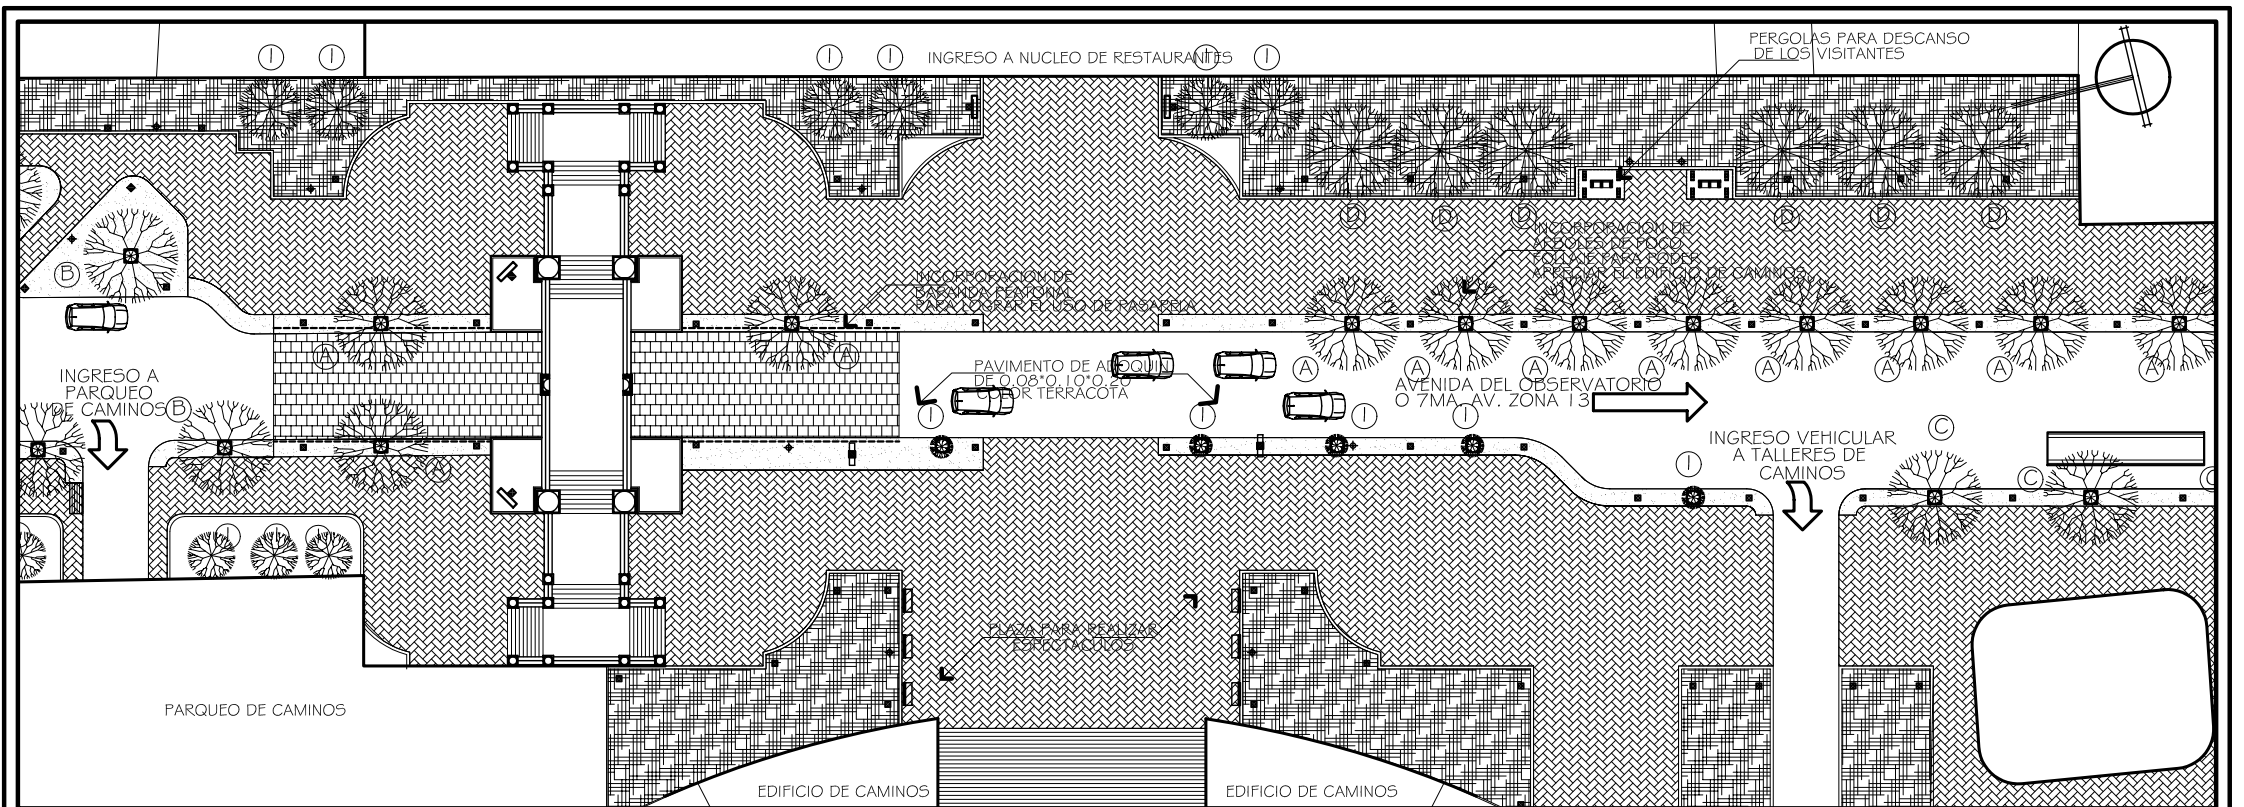 I
I
I
I
INGRESO A NUCLEO DE RESTAURANTES
I
I
PERGOLAS PARA DESCANSO
DE LOS VISITANTES
D
D
D
D
D
D
INCORPORACION DE
ARBOLES DE POCO
FOLLAJE PARA PODER
APRECIAR EL EDIFICIO DE CAMINOS
B
INCORPORACION DE
BARANDA PEATONAL
PARA LOGRAR EL USO DE PASARELA
A
A
A
A
A
A
A
A
A
A
PAVIMENTO DE ADOQUIN
DE 0.08*0.10*0.20
COLOR TERRACOTA
INGRESO A
PARQUEO
DE CAMINOS
B
AVENIDA DEL OBSERVATORIO
O 7MA. AV. ZONA 13
I
I
I
I
C
INGRESO VEHICULAR
A TALLERES DE
CAMINOS
A
I
C
C
I
I
I
PLAZA PARA REALIZAR
ESPECTACULOS
PARQUEO DE CAMINOS
EDIFICIO DE CAMINOS
EDIFICIO DE CAMINOS